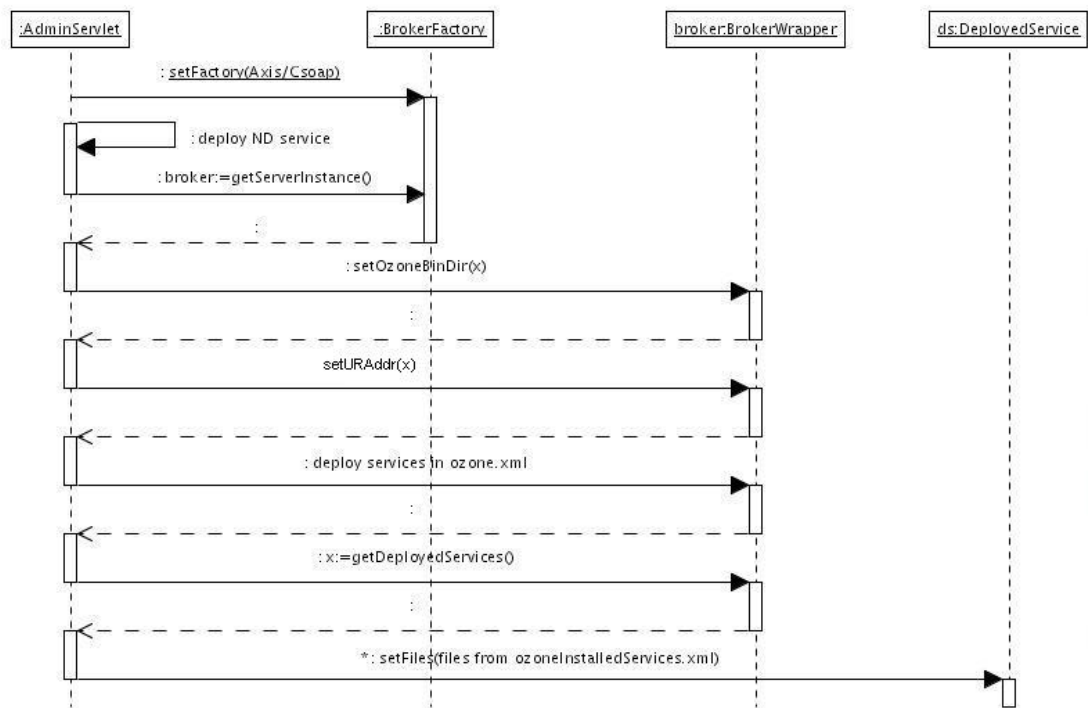 :AdminServlet
:BrokerFactory
broker:BrokerWrapper
ds:DeployedService
: setFactory(Axis/Csoap)
: deploy ND service
: broker:=getServerInstance()
:
: setOzoneBinDir(x)
:
setURAddr(x)
: deploy services in ozone.xml
:
: x:=getDeployedServices()
:
*: setFiles(files from ozoneInstalledServices.xml)